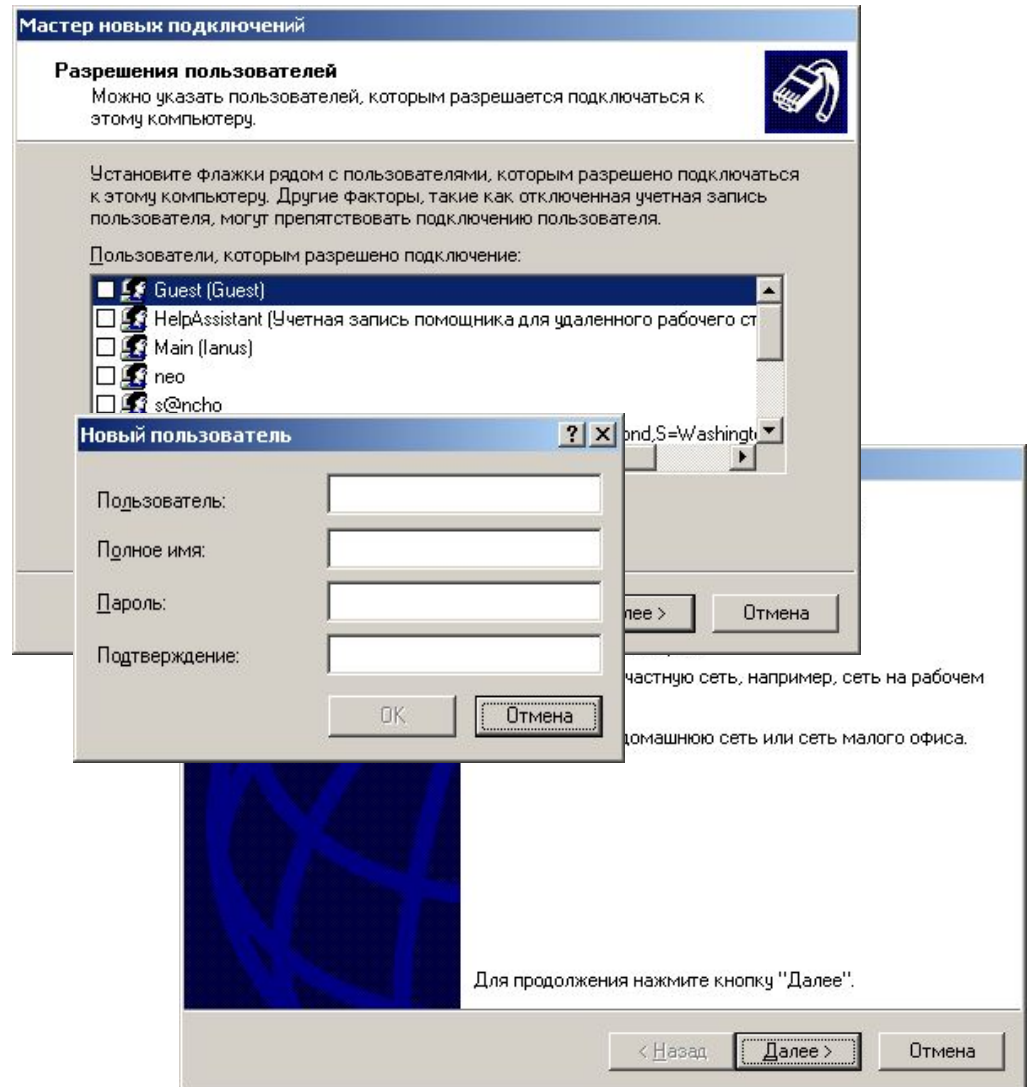 Мастер новых подключений
Разрешения пользователей
Можно указать пользователей, которым разрешается подключаться к
этому компьютеру.
Установите флажки рядом с пользователями, которым разрешено подключаться
к этому компьютеру. Другие факторы, такие как отключенная учетная запись
пользователя, могут препятствовать подключению пользователя.
Пользователи, которым разрешено подключение:
Guest (Guest)
HelpAssistant (Учетная запись помощника для удаленного рабочего ст
Main (Ianus)
neo
s@ncho
ond,S=Washingt
Новый пользователь
Пользователь:
Полное имя:
Пароль:
Подтверждение:
OK
Отмена
лее >
Отмена
частную сеть, например, сеть на рабочем
домашнюю сеть или сеть малого офиса.
Для продолжения нажмите кнопку "Далее".
< Назад
Далее >
Отмена